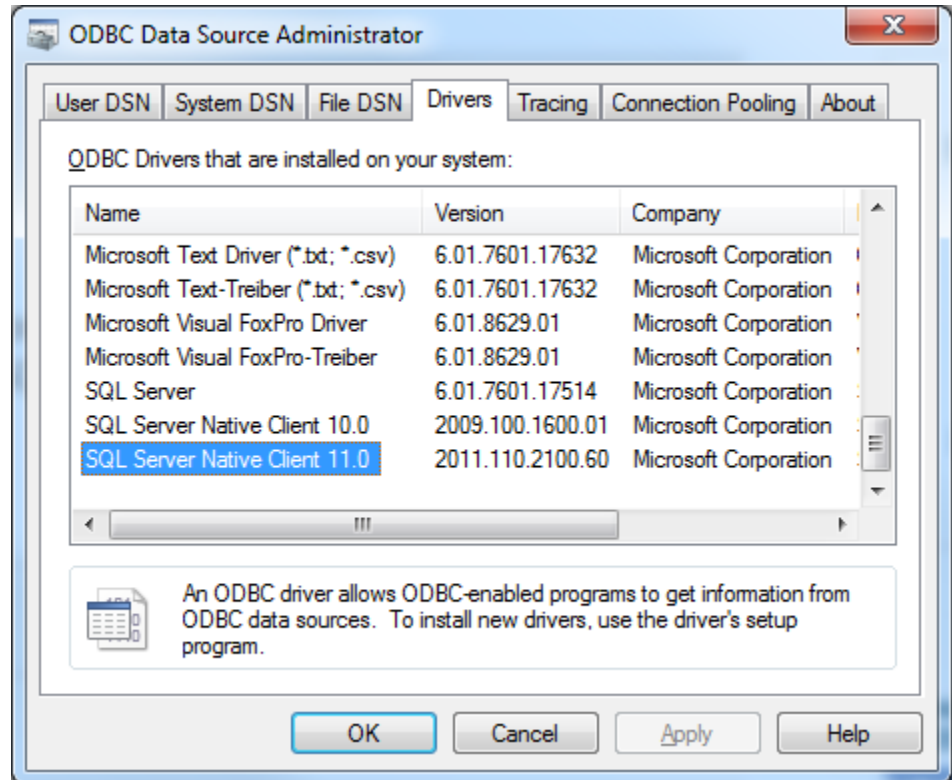 ODBC Data Source Administrator
User DSN System DSN File DSN Drivers Tracing Connection Pooling About
ODBC Drivers that are installed on your system:
Name Version Company
Microsoft Text Driver (*.txt; *.csv) 6.01.7601.17632 Microsoft Corporation
Microsoft Text-Treiber (*.txt; *.csv) 6.01.7601.17632 Microsoft Corporation
Microsoft Visual FoxPro Driver 6.01.8629.01 Microsoft Corporation
Microsoft Visual FoxPro-Treiber 6.01.8629.01 Microsoft Corporation
SQL Server 6.01.7601.17514 Microsoft Corporation
SQL Server Native Client 10.0 2009.100.1600.01 Microsoft Corporation
SQL Server Native Client 11.0 2011.110.2100.60 Microsoft Corporation
An ODBC driver allows ODBC-enabled programs to get information from
ODBC data sources. To install new drivers, use the driver's setup
program.
OK Cancel Apply Help